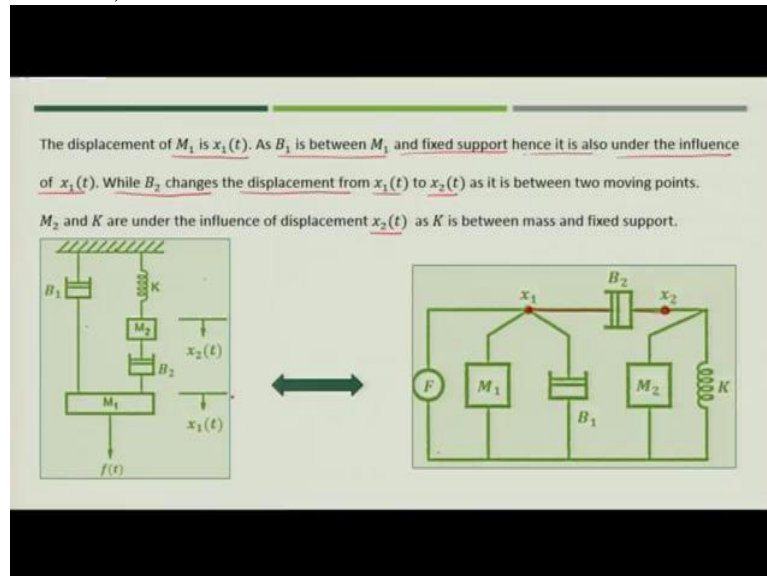 The displacement of M₁ is x₁(t). As B₁ is between M₁ and fixed support hence it is also under the influence
of x₁(t). While B₂ changes the displacement from x₁(t) to x₂(t) as it is between two moving points.
M₂ and K are under the influence of displacement x₂(t) as K is between mass and fixed support.
B₁
K
M₂
x₂(t)
B₂
M₁
x₁(t)
f(t)
B₂
x₁
x₂
F
M₁
B₁
M₂
K